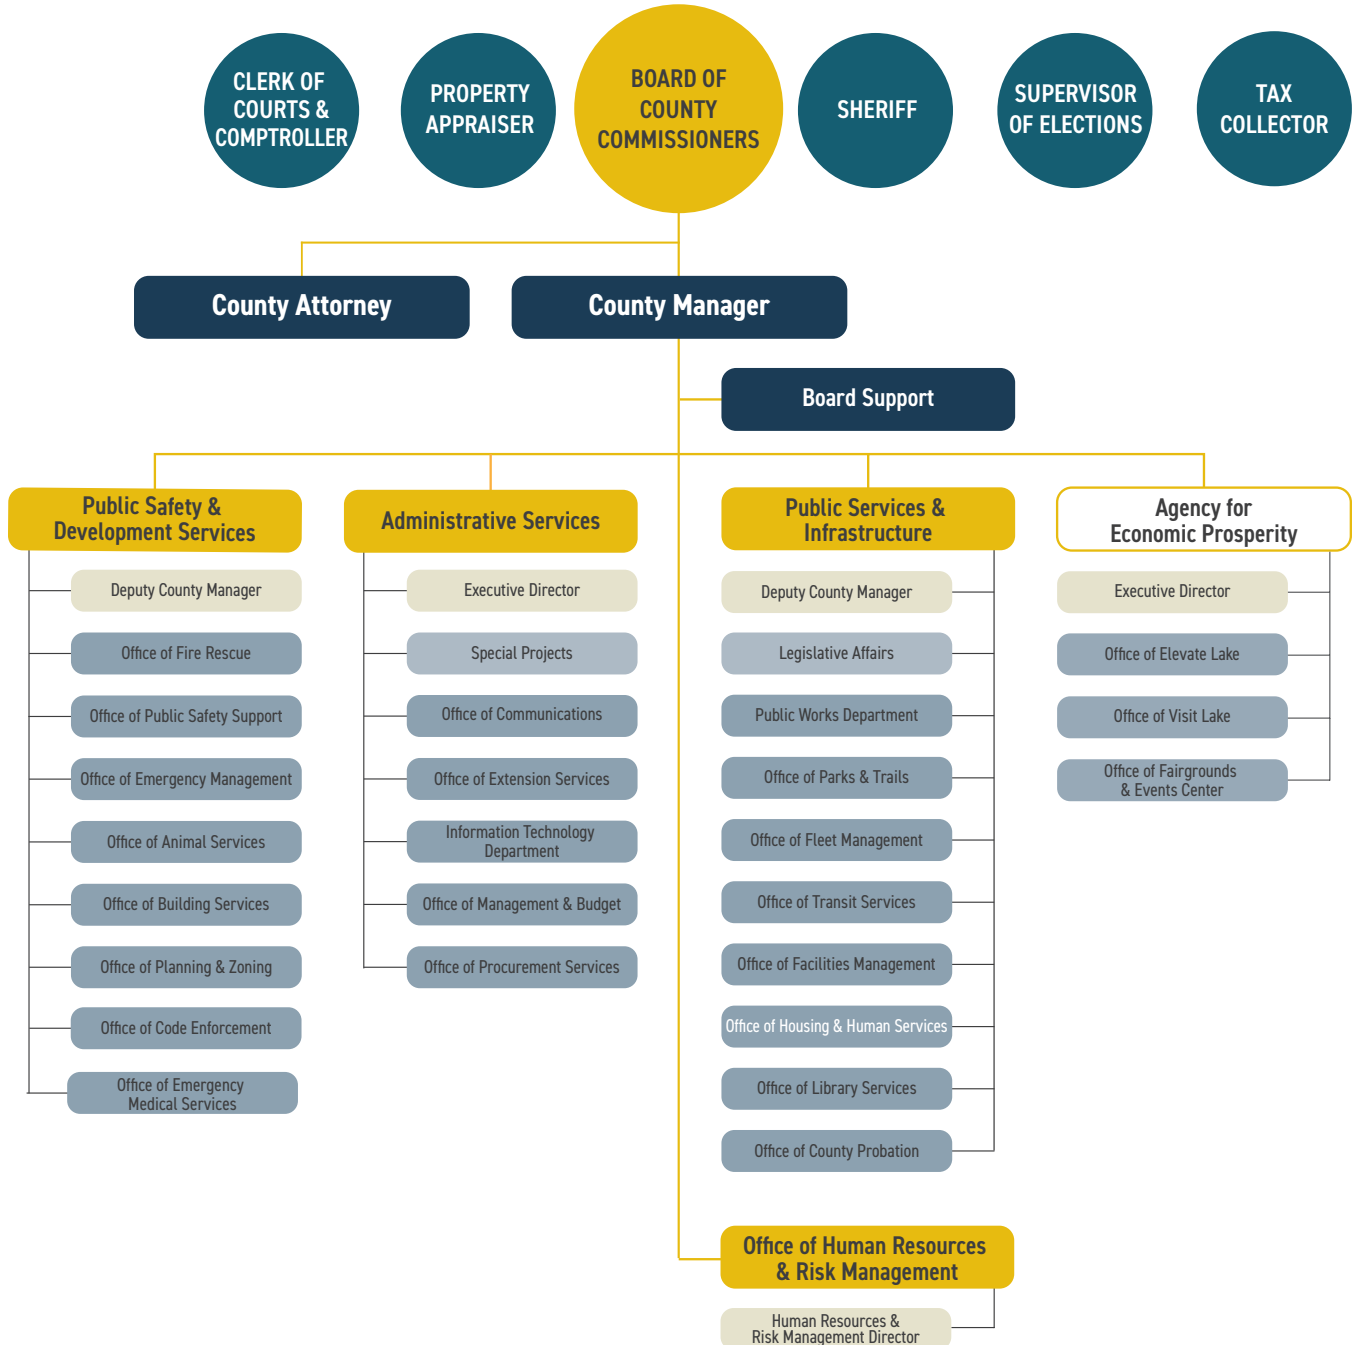 CLERK OF
COURTS &
COMPTROLLER
PROPERTY
APPRAISER
BOARD OF
COUNTY
COMMISSIONERS
SHERIFF
SUPERVISOR
OF ELECTIONS
TAX
COLLECTOR
County Attorney
County Manager
Board Support
Public Safety &
Development Services
Deputy County Manager
Office of Fire Rescue
Office of Public Safety Support
Office of Emergency Management
Office of Animal Services
Office of Building Services
Office of Planning & Zoning
Office of Code Enforcement
Office of Emergency
Medical Services
Administrative Services
Executive Director
Special Projects
Office of Communications
Office of Extension Services
Information Technology
Department
Office of Management & Budget
Office of Procurement Services
Public Services &
Infrastructure
Deputy County Manager
Legislative Affairs
Public Works Department
Office of Parks & Trails
Office of Fleet Management
Office of Transit Services
Office of Facilities Management
Office of Housing & Human Services
Office of Library Services
Office of County Probation
Agency for
Economic Prosperity
Executive Director
Office of Elevate Lake
Office of Visit Lake
Office of Fairgrounds
& Events Center
Office of Human Resources
& Risk Management
Human Resources &
Risk Management Director